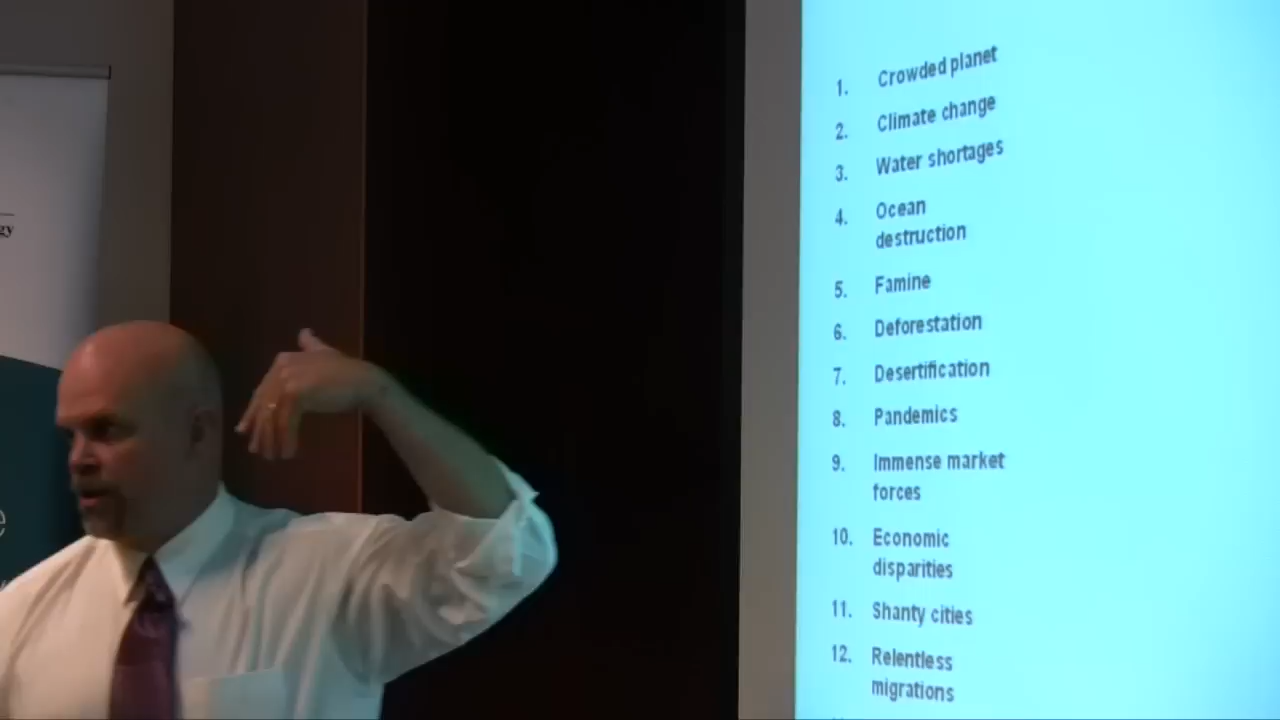 gy
e
1. Crowded planet
2. Climate change
3. Water shortages
4. Ocean
destruction
5. Famine
6. Deforestation
7. Desertification
8. Pandemics
9. Immense market
forces
10. Economic
disparities
11. Shanty cities
12. Relentless
migrations